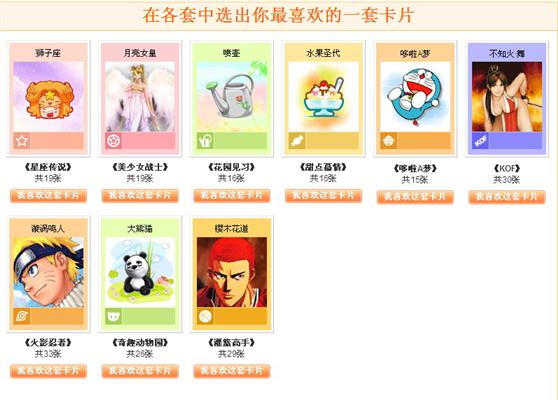 在各套中选出你最喜欢的一套卡片
狮子座
月亮女皇
喷壶
水果圣代
哆啦A梦
不知火·舞
KOF
《星座传说》
《美少女战士》
《花园见习》
《甜点慕情》
《哆啦A梦》
《KOF》
共19张
共19张
共16张
共16张
共15张
共30张
我喜欢这套卡片
我喜欢这套卡片
我喜欢这套卡片
我喜欢这套卡片
我喜欢这套卡片
我喜欢这套卡片
漩涡鸣人
大熊猫
樱木花道
《火影忍者》
《奇趣动物园》
《灌篮高手》
共33张
共26张
共29张
我喜欢这套卡片
我喜欢这套卡片
我喜欢这套卡片